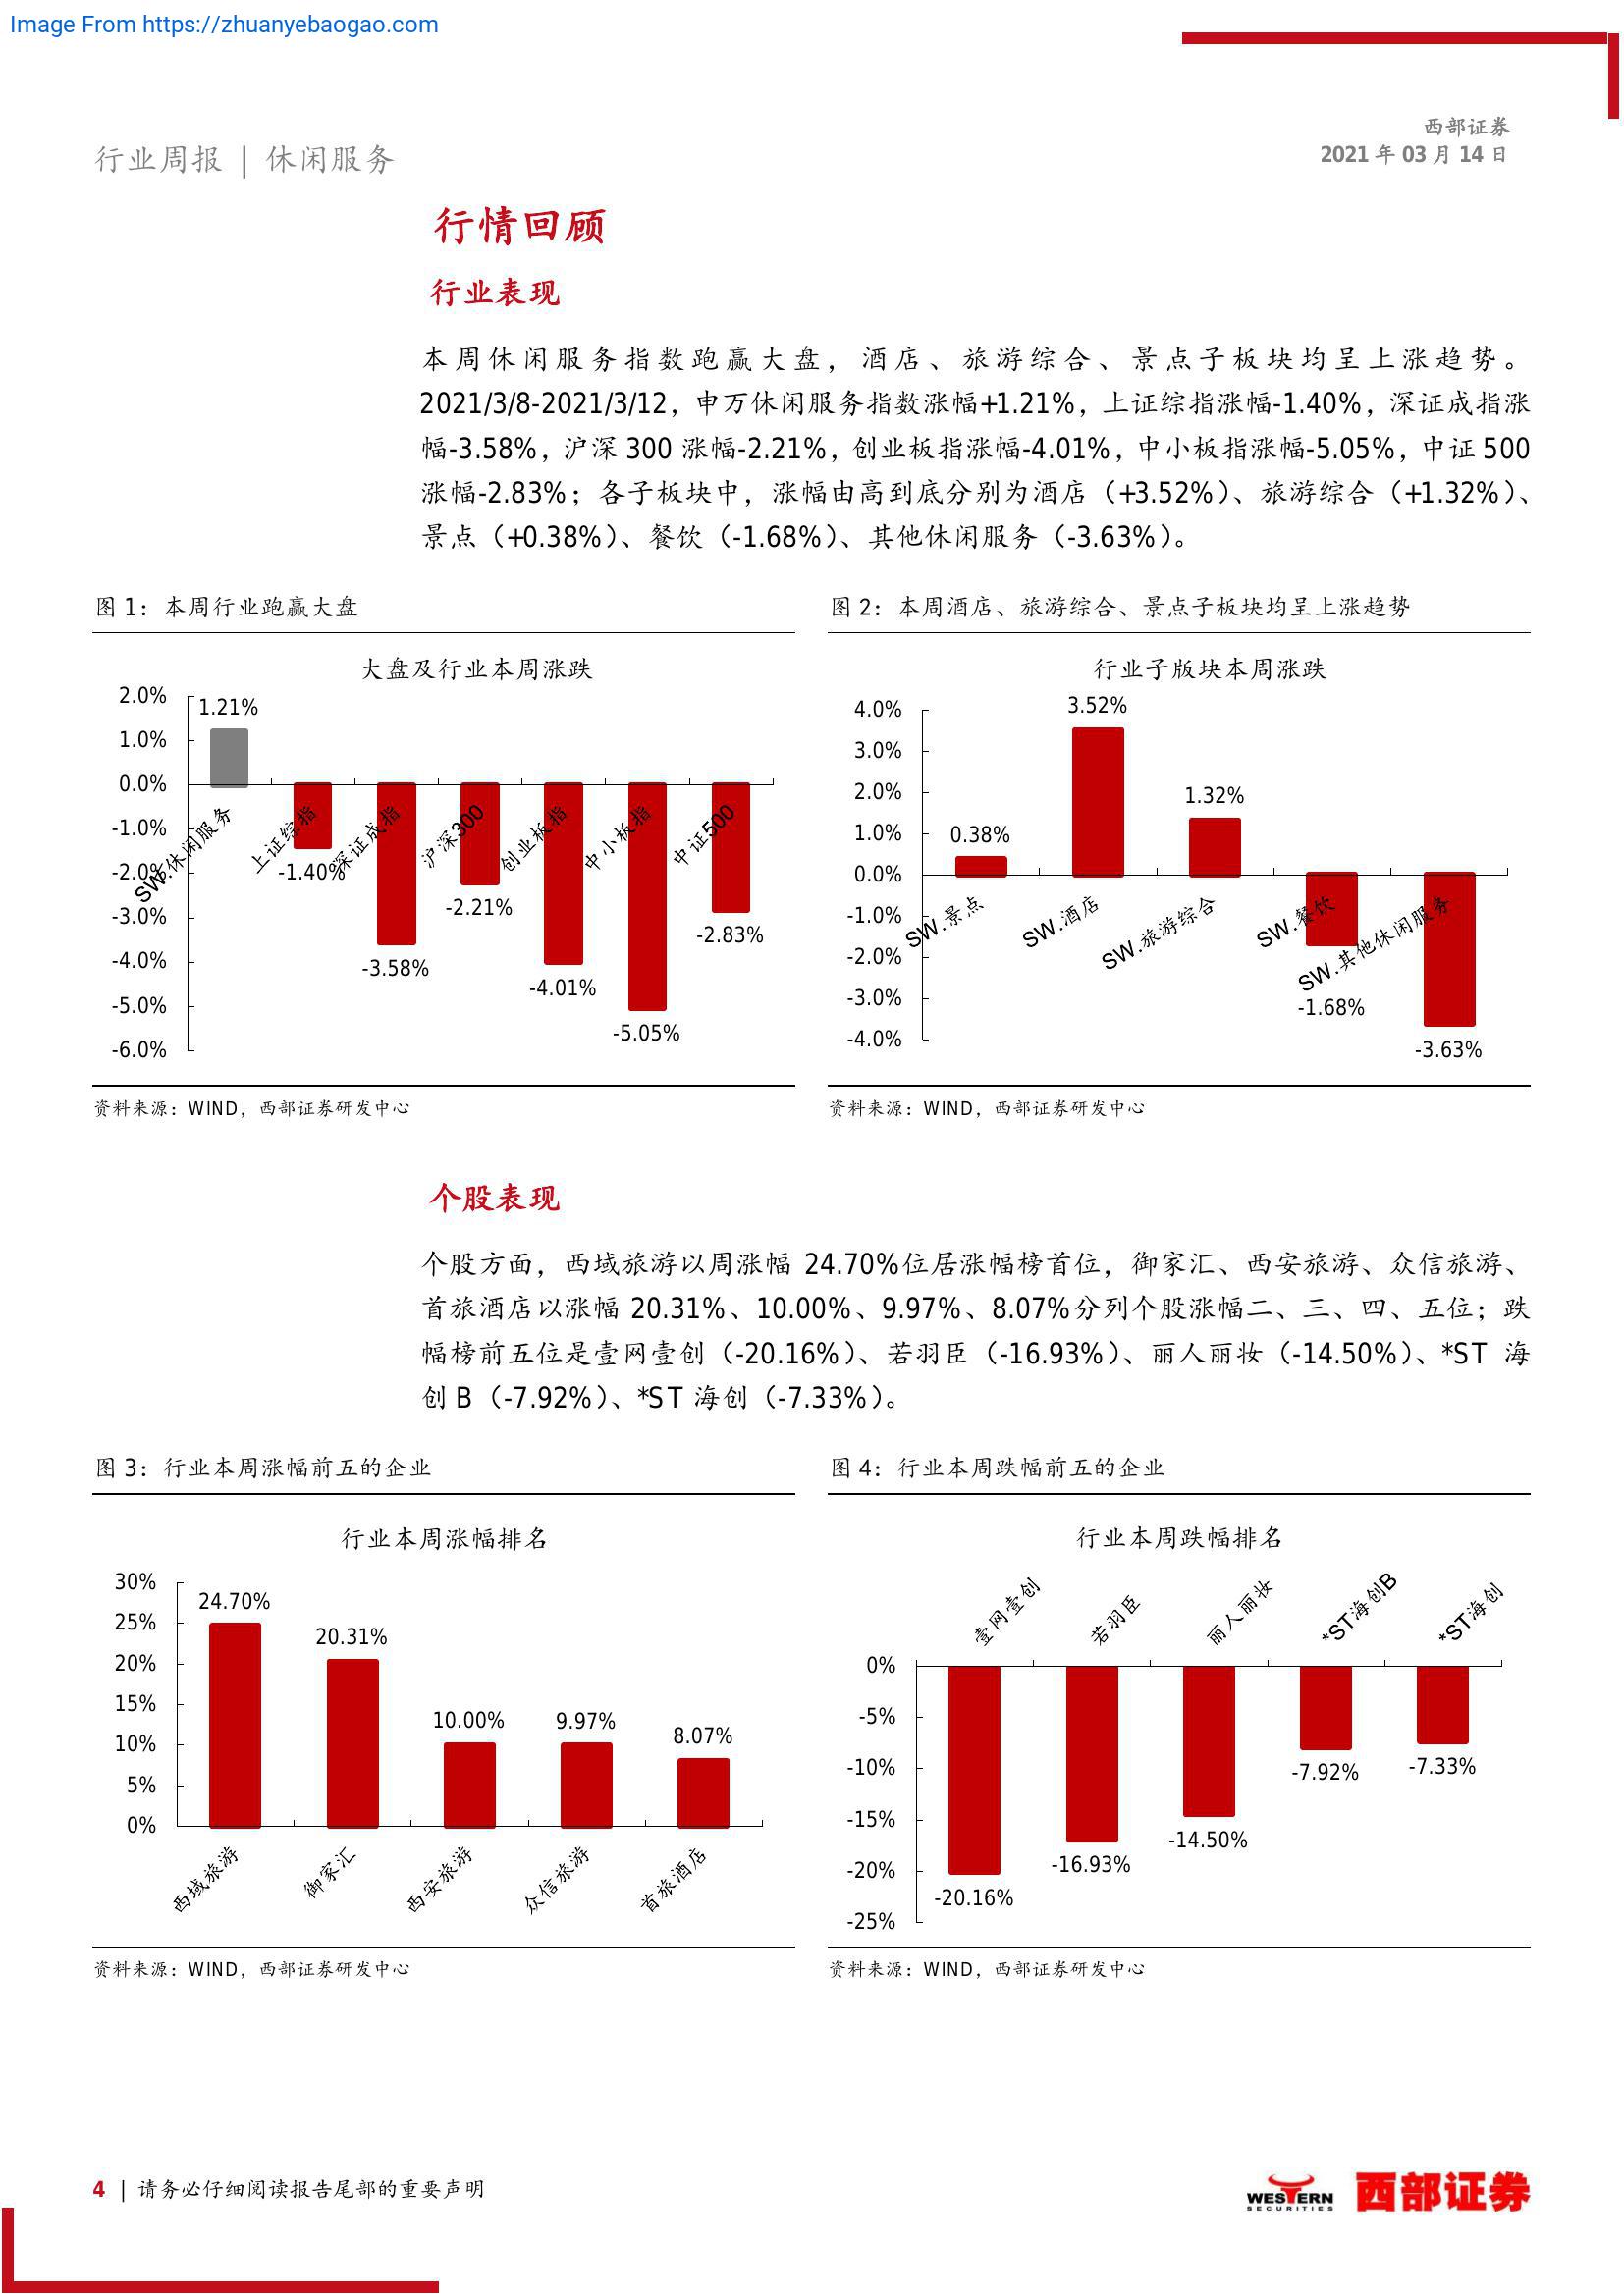 Image From https://zhuanyebaogao.com
西部证券
2021 年 03 月 14 日
行业周报 | 休闲服务
行情回顾
行业表现
本周休闲服务指数跑赢大盘，酒店、旅游综合、景点子板块均呈上涨趋势。
2021/3/8-2021/3/12，申万休闲服务指数涨幅+1.21%，上证综指涨幅-1.40%，深证成指涨
幅-3.58%，沪深 300 涨幅-2.21%，创业板指涨幅-4.01%，中小板指涨幅-5.05%，中证 500
涨幅-2.83%；各子板块中，涨幅由高到底分别为酒店（+3.52%）、旅游综合（+1.32%）、
景点（+0.38%）、餐饮（-1.68%）、其他休闲服务（-3.63%）。
图 1：本周行业跑赢大盘
大盘及行业本周涨跌
2.0%
1.0%
0.0%
-1.0%
-2.0%
-3.0%
-4.0%
-5.0%
-6.0%
1.21%
-1.40%
-3.58%
-2.21%
-4.01%
-5.05%
-2.83%
SW.休闲服务
上证综指
深证成指
沪深300
创业板指
中小板指
中证500
资料来源：WIND，西部证券研发中心
图 2：本周酒店、旅游综合、景点子板块均呈上涨趋势
行业子版块本周涨跌
4.0%
3.0%
2.0%
1.0%
0.0%
-1.0%
-2.0%
-3.0%
-4.0%
0.38%
3.52%
1.32%
-1.68%
-3.63%
SW.景点
SW.酒店
SW.旅游综合
SW.餐饮
SW.其他休闲服务
资料来源：WIND，西部证券研发中心
个股表现
个股方面，西域旅游以周涨幅 24.70%位居涨幅榜首位，御家汇、西安旅游、众信旅游、
首旅酒店以涨幅 20.31%、10.00%、9.97%、8.07%分列个股涨幅二、三、四、五位；跌
幅榜前五位是壹网壹创（-20.16%）、若羽臣（-16.93%）、丽人丽妆（-14.50%）、*ST 海
创 B（-7.92%）、*ST 海创（-7.33%）。
图 3：行业本周涨幅前五的企业
行业本周涨幅排名
30%
25%
20%
15%
10%
5%
0%
24.70%
20.31%
10.00%
9.97%
8.07%
西域旅游
御家汇
西安旅游
众信旅游
首旅酒店
资料来源：WIND，西部证券研发中心
图 4：行业本周跌幅前五的企业
行业本周跌幅排名
壹网壹创
若羽臣
丽人丽妆
*ST海创B
*ST海创
0%
-5%
-10%
-15%
-20%
-25%
-20.16%
-16.93%
-14.50%
-7.92%
-7.33%
资料来源：WIND，西部证券研发中心
4 | 请务必仔细阅读报告尾部的重要声明
WESTERN
SECURITIES
西部证券